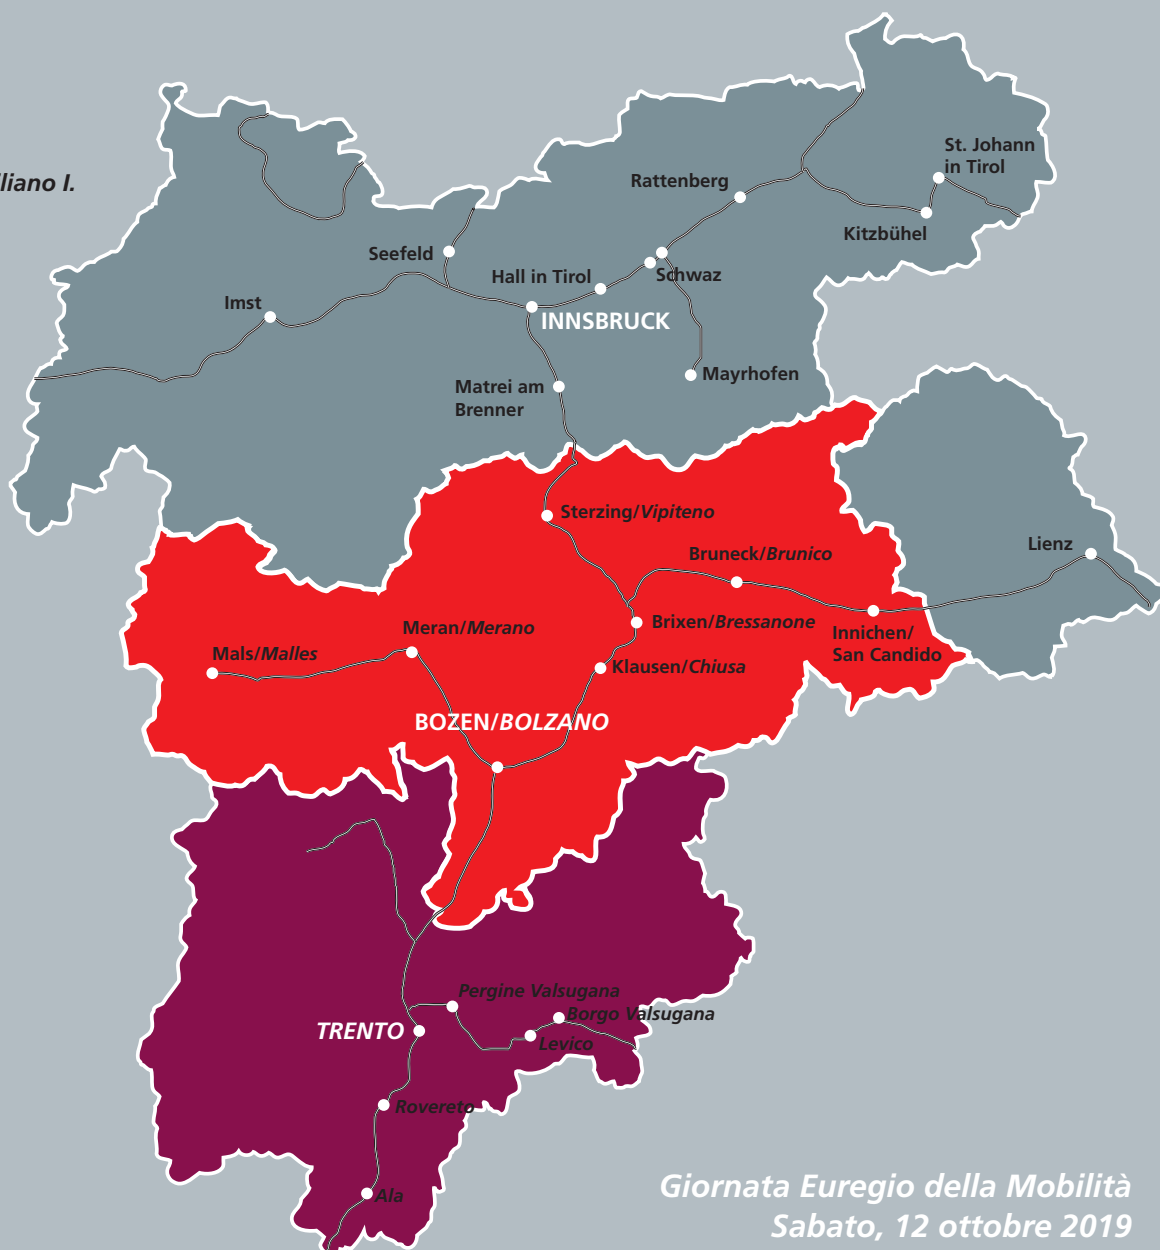 liano I.
St. Johann
in Tirol
Rattenberg
Kitzbühel
Seefeld
Hall in Tirol
Schwaz
Imst
INNSBRUCK
Mayrhofen
Matrei am
Brenner
Sterzing/Vipiteno
Bruneck/Brunico
Lienz
Brixen/Bressanone
Meran/Merano
Innichen/
San Candido
Mals/Malles
Klausen/Chiusa
BOZEN/BOLZANO
Pergine Valsugana
Borgo Valsugana
TRENTO
Levico
Rovereto
Ala
Giornata Euregio della Mobilità
Sabato, 12 ottobre 2019